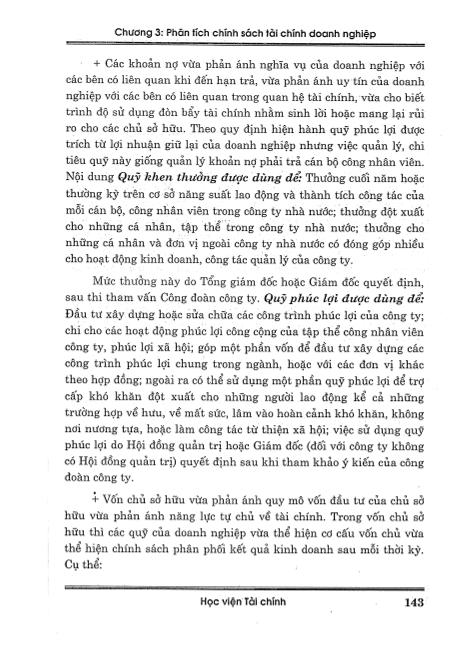 Chương 3: Phân tích chính sách tài chính doanh nghiệp
+ Các khoản nợ vừa phản ánh nghĩa vụ của doanh nghiệp với
các bên có liên quan khi đến hạn trả, vừa phản ánh uy tín của doanh
nghiệp với các bên có liên quan trong quan hệ tài chính, vừa cho biết
trình độ sử dụng đòn bẩy tài chính nhằm sinh lời hoặc mang lại rủi
ro cho các chủ sở hữu. Theo quy định hiện hành quỹ phúc lợi được
trích từ lợi nhuận giữ lại của doanh nghiệp nhưng việc quản lý, chi
tiêu quỹ này giống quản lý khoản nợ phải trả cán bộ công nhân viên.
Nội dung Quỹ khen thưởng được dùng để: Thưởng cuối năm hoặc
thường kỳ trên cơ sở năng suất lao động và thành tích công tác của
mỗi cán bộ, công nhân viên trong công ty nhà nước; thưởng đột xuất
cho những cá nhân, tập thể trong công ty nhà nước; thưởng cho
những cá nhân và đơn vị ngoài công ty nhà nước có đóng góp nhiều
cho hoạt động kinh doanh, công tác quản lý của công ty.
Mức thưởng này do Tổng giám đốc hoặc Giám đốc quyết định,
sau thi tham vấn Công đoàn công ty. Quỹ phúc lợi được dùng để:
Đầu tư xây dựng hoặc sửa chữa các công trình phúc lợi của công ty;
chi cho các hoạt động phúc lợi công cộng của tập thể công nhân viên
công ty, phúc lợi xã hội; góp một phần vốn để đầu tư xây dựng các
công trình phúc lợi chung trong ngành, hoặc với các đơn vị khác
theo hợp đồng; ngoài ra có thể sử dụng một phần quỹ phúc lợi để trợ
cấp khó khăn đột xuất cho những người lao động kể cả những
trường hợp về hưu, về mất sức, lâm vào hoàn cảnh khó khăn, không
nơi nương tựa, hoặc làm công tác từ thiện xã hội; việc sử dụng quỹ
phúc lợi do Hội đồng quản trị hoặc Giám đốc (đối với công ty không
có Hội đồng quản trị) quyết định sau khi tham khảo ý kiến của công
đoàn công ty.
+ Vốn chủ sở hữu vừa phản ánh quy mô vốn đầu tư của chủ sở
hữu vừa phản ánh năng lực tự chủ về tài chính. Trong vốn chủ sở
hữu thì các quỹ của doanh nghiệp vừa thể hiện cơ cấu vốn chủ vừa
thể hiện chính sách phân phối kết quả kinh doanh sau mỗi thời kỳ.
Cụ thể:
Học viện Tài chính 143